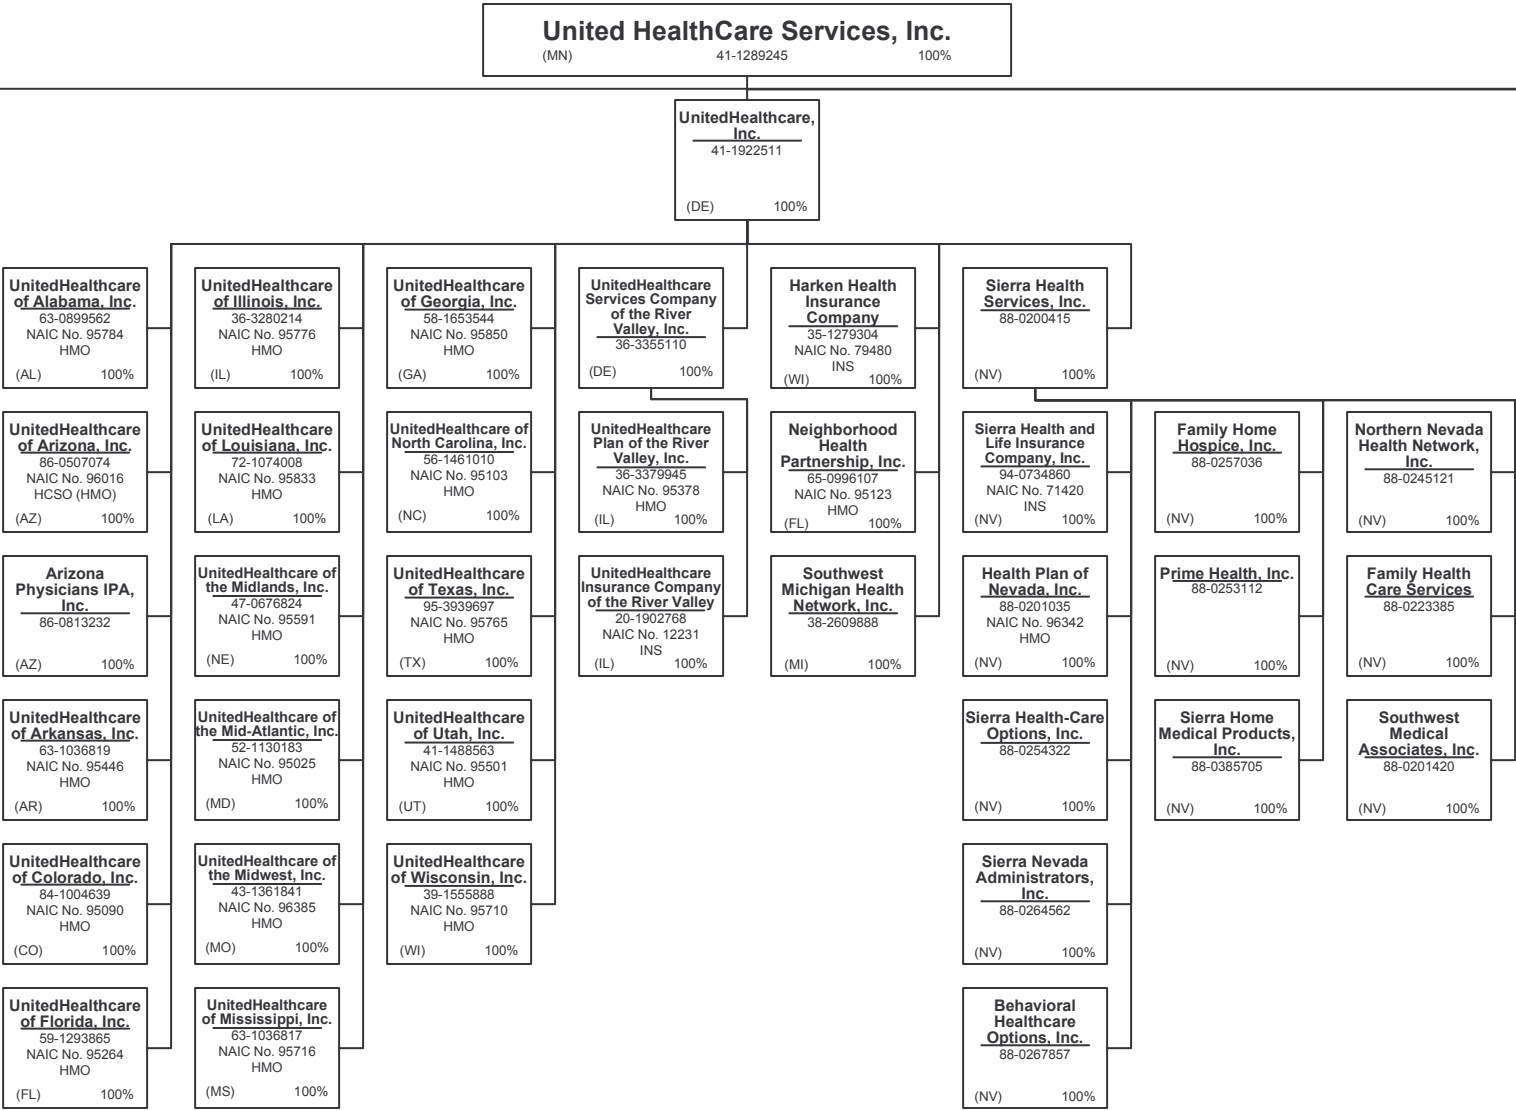 United HealthCare Services, Inc.
(MN) 41-1289245 100%
UnitedHealthcare,
Inc.
41-1922511
(DE) 100%
UnitedHealthcare
of Alabama, Inc.
63-0899562
NAIC No. 95784
HMO
(AL) 100%
UnitedHealthcare
of Illinois, Inc.
36-3280214
NAIC No. 95776
HMO
(IL) 100%
UnitedHealthcare
of Georgia, Inc.
58-1653544
NAIC No. 95850
HMO
(GA) 100%
UnitedHealthcare
Services Company
of the River
Valley, Inc.
36-3355110
(DE) 100%
Harken Health
Insurance
Company
35-1279304
NAIC No. 79480
INS
(WI) 100%
Sierra Health
Services, Inc.
88-0200415
(NV) 100%
UnitedHealthcare
of Arizona, Inc.
86-0507074
NAIC No. 96016
HCSO (HMO)
(AZ) 100%
UnitedHealthcare
of Louisiana, Inc.
72-1074008
NAIC No. 95833
HMO
(LA) 100%
UnitedHealthcare of
North Carolina, Inc.
56-1461010
NAIC No. 95103
HMO
(NC) 100%
UnitedHealthcare
Plan of the River
Valley, Inc.
36-3379945
NAIC No. 95378
HMO
(IL) 100%
Neighborhood
Health
Partnership, Inc.
65-0996107
NAIC No. 95123
HMO
(FL) 100%
Sierra Health and
Life Insurance
Company, Inc.
94-0734860
NAIC No. 71420
INS
(NV) 100%
Family Home
Hospice, Inc.
88-0257036
(NV) 100%
Northern Nevada
Health Network,
Inc.
88-0245121
(NV) 100%
Arizona
Physicians IPA,
Inc.
86-0813232
(AZ) 100%
UnitedHealthcare of
the Midlands, Inc.
47-0676824
NAIC No. 95591
HMO
(NE) 100%
UnitedHealthcare
of Texas, Inc.
95-3939697
NAIC No. 95765
HMO
(TX) 100%
UnitedHealthcare
Insurance Company
of the River Valley
20-1902768
NAIC No. 12231
INS
(IL) 100%
Southwest
Michigan Health
Network, Inc.
38-2609888
(MI) 100%
Health Plan of
Nevada, Inc.
88-0201035
NAIC No. 96342
HMO
(NV) 100%
Prime Health, Inc.
88-0253112
(NV) 100%
Family Health
Care Services
88-0223385
(NV) 100%
UnitedHealthcare
of Arkansas, Inc.
63-1036819
NAIC No. 95446
HMO
(AR) 100%
UnitedHealthcare of
the Mid-Atlantic, Inc.
52-1130183
NAIC No. 95025
HMO
(MD) 100%
UnitedHealthcare
of Utah, Inc.
41-1488563
NAIC No. 95501
HMO
(UT) 100%
Sierra Health-Care
Options, Inc.
88-0254322
(NV) 100%
Sierra Home
Medical Products,
Inc.
88-0385705
(NV) 100%
Southwest
Medical
Associates, Inc.
88-0201420
(NV) 100%
UnitedHealthcare
of Colorado, Inc.
84-1004639
NAIC No. 95090
HMO
(CO) 100%
UnitedHealthcare of
the Midwest, Inc.
43-1361841
NAIC No. 96385
HMO
(MO) 100%
UnitedHealthcare
of Wisconsin, Inc.
39-1555888
NAIC No. 95710
HMO
(WI) 100%
Sierra Nevada
Administrators,
Inc.
88-0264562
(NV) 100%
UnitedHealthcare
of Florida, Inc.
59-1293865
NAIC No. 95264
HMO
(FL) 100%
UnitedHealthcare
of Mississippi, Inc.
63-1036817
NAIC No. 95716
HMO
(MS) 100%
Behavioral
Healthcare
Options, Inc.
88-0267857
(NV) 100%